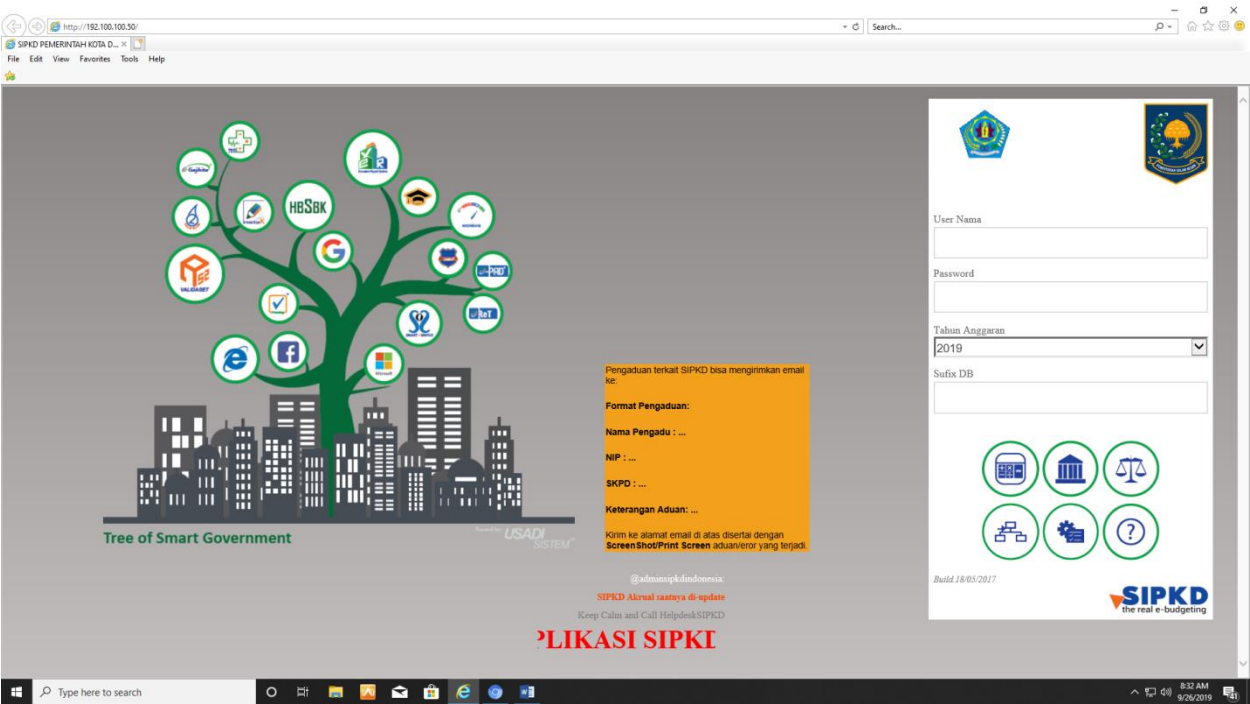 http://192.100.100.50/
Search...
SIPKD PEMERINTAH KOTA D...
File Edit View Favorites Tools Help
HBSBK
VALIDASET
Tree of Smart Government
USADI
SISTEM
Pengaduan terkait SIPKD bisa mengirimkan email
ke:
Format Pengaduan:
Nama Pengadu : ...
NIP : ...
SKPD : ...
Keterangan Aduan: ...
Kirim ke alamat email di atas disertai dengan
ScreenShot/Print Screen aduan/eror yang terjadi.
@adminsipkdindonesia:
SIPKD Akrual saatnya di-update
Keep Calm and Call HelpdeskSIPKD
PLIKASI SIPKD
User Nama
Password
Tahun Anggaran
2019
Sufix DB
Build 18/05/2017
SIPKD
the real e-budgeting
Type here to search
8:32 AM
9/26/2019